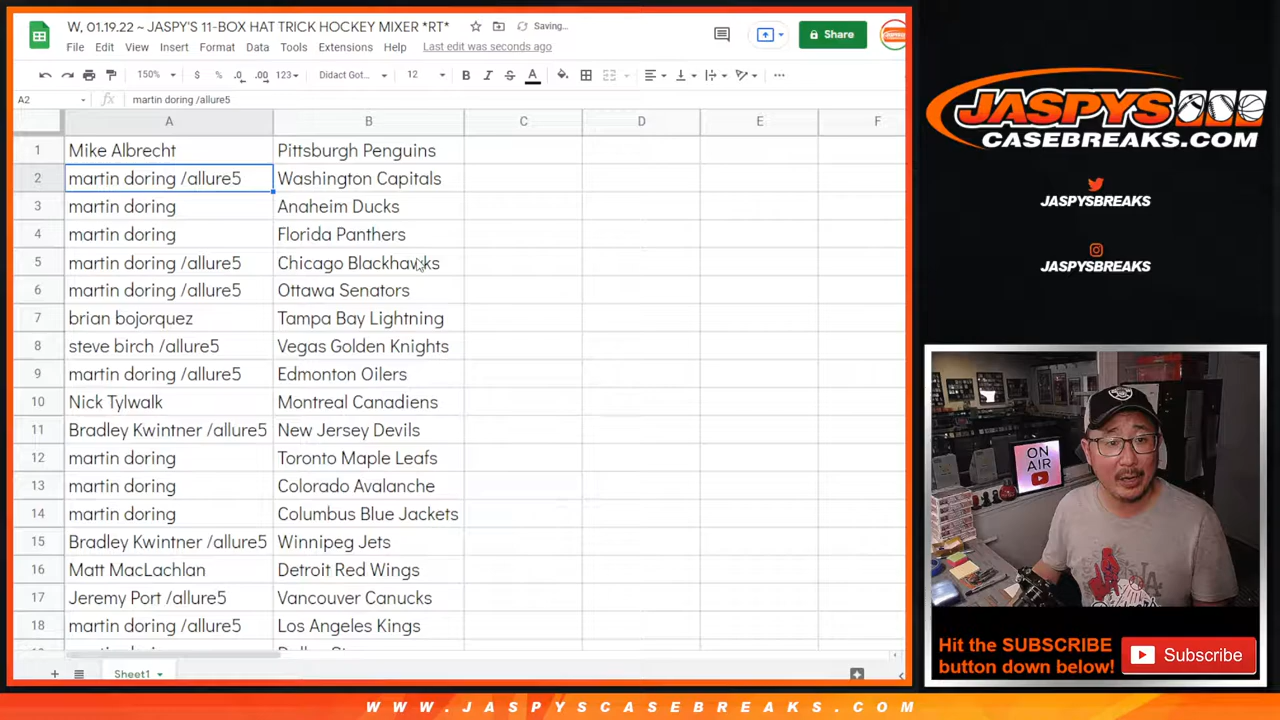 W, 01.19.22 ~ JASPY'S 11-BOX HAT TRICK HOCKEY MIXER *RT*
Saving...
File Edit View Insert Format Data Tools Extensions Help Last edit was seconds ago
Share
150% $ % .0 .00 123 Didact Got... 12 B I S A
A2 fx martin doring /allure5
A B C D E F
1 Mike Albrecht Pittsburgh Penguins
2 martin doring /allure5 Washington Capitals
3 martin doring Anaheim Ducks
4 martin doring Florida Panthers
5 martin doring /allure5 Chicago Blackhawks
6 martin doring /allure5 Ottawa Senators
7 brian bojorquez Tampa Bay Lightning
8 steve birch /allure5 Vegas Golden Knights
9 martin doring /allure5 Edmonton Oilers
10 Nick Tylwalk Montreal Canadiens
11 Bradley Kwintner /allure5 New Jersey Devils
12 martin doring Toronto Maple Leafs
13 martin doring Colorado Avalanche
14 martin doring Columbus Blue Jackets
15 Bradley Kwintner /allure5 Winnipeg Jets
16 Matt MacLachlan Detroit Red Wings
17 Jeremy Port /allure5 Vancouver Canucks
18 martin doring /allure5 Los Angeles Kings
Sheet1
JASPYS
CASEBREAKS.COM
JASPYSBREAKS
JASPYSBREAKS
ON
AIR
Hit the SUBSCRIBE
button down below!
Subscribe
WWW.JASPYSCASEBREAKS.COM